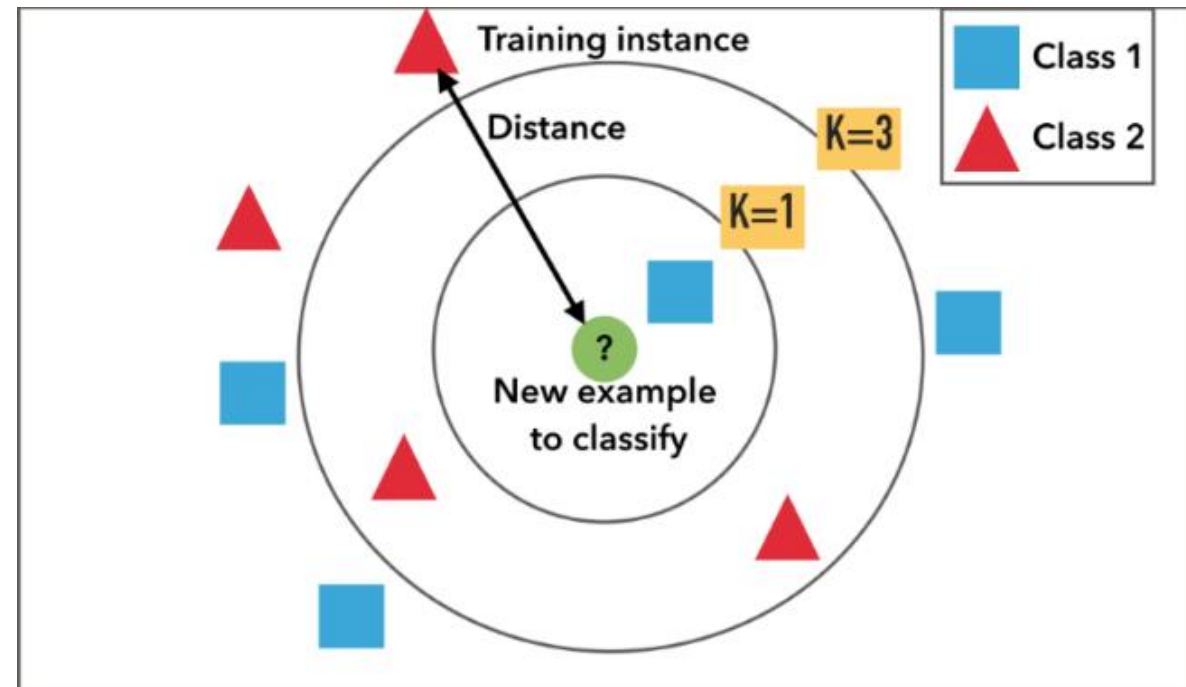 Training instance
Class 1
Distance
K=3
Class 2
K=1
?
New example
to classify